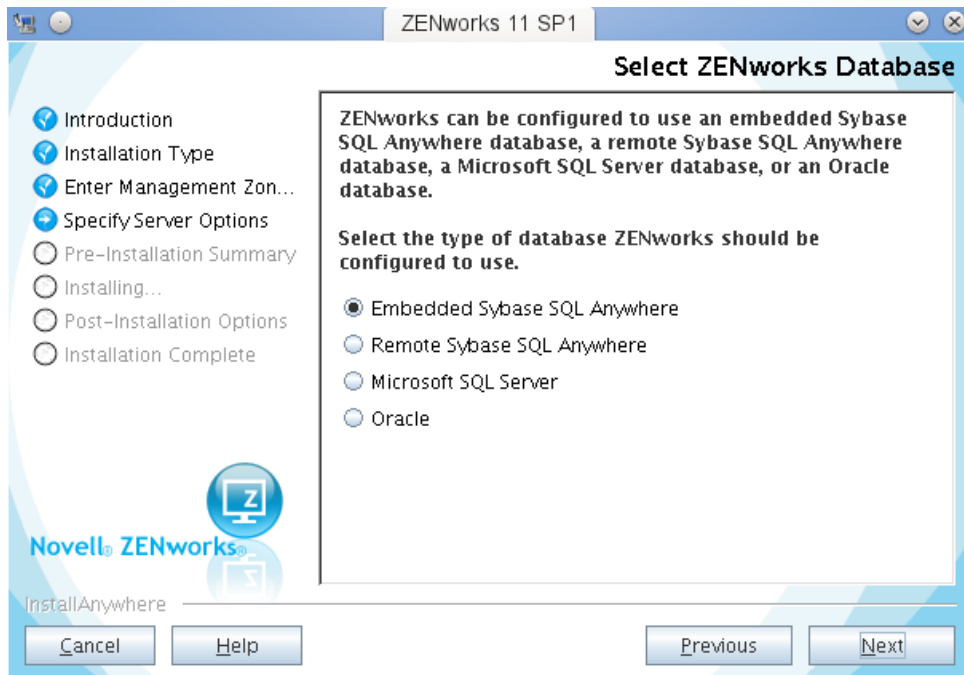 ZENworks 11 SP1
Select ZENworks Database
Introduction
Installation Type
Enter Management Zon...
Specify Server Options
Pre-Installation Summary
Installing...
Post-Installation Options
Installation Complete
ZENworks can be configured to use an embedded Sybase
SQL Anywhere database, a remote Sybase SQL Anywhere
database, a Microsoft SQL Server database, or an Oracle
database.
Select the type of database ZENworks should be
configured to use.
Embedded Sybase SQL Anywhere
Remote Sybase SQL Anywhere
Microsoft SQL Server
Oracle
Z
Novell® ZENworks®
InstallAnywhere
Cancel
Help
Previous
Next